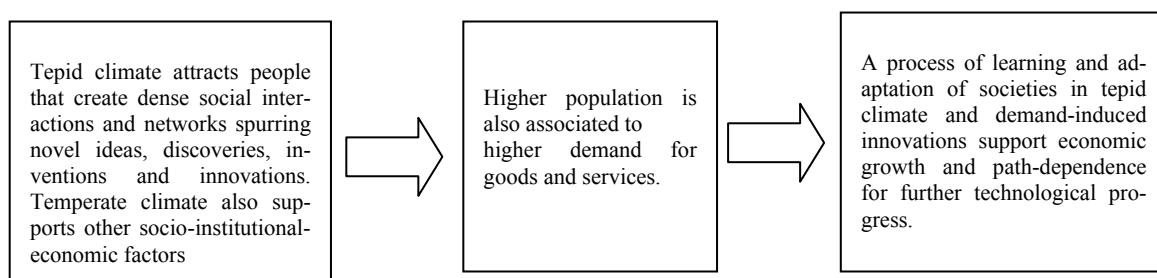 Tepid climate attracts people
that create dense social inter-
actions and networks spurring
novel ideas, discoveries, in-
ventions and innovations.
Temperate climate also sup-
ports other socio-institutional-
economic factors
Higher population is
also associated to
higher demand for
goods and services.
A process of learning and ad-
aptation of societies in tepid
climate and demand-induced
innovations support economic
growth and path-dependence
for further technological pro-
gress.